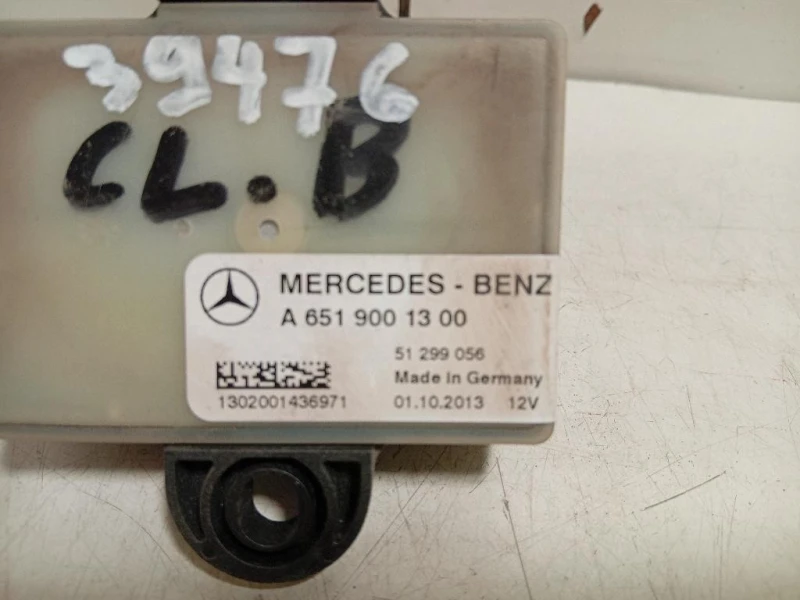 39476
CL.B
MERCEDES - BENZ
A 651 900 13 00
51 299 056
Made in Germany
1302001436971 01.10.2013 12V